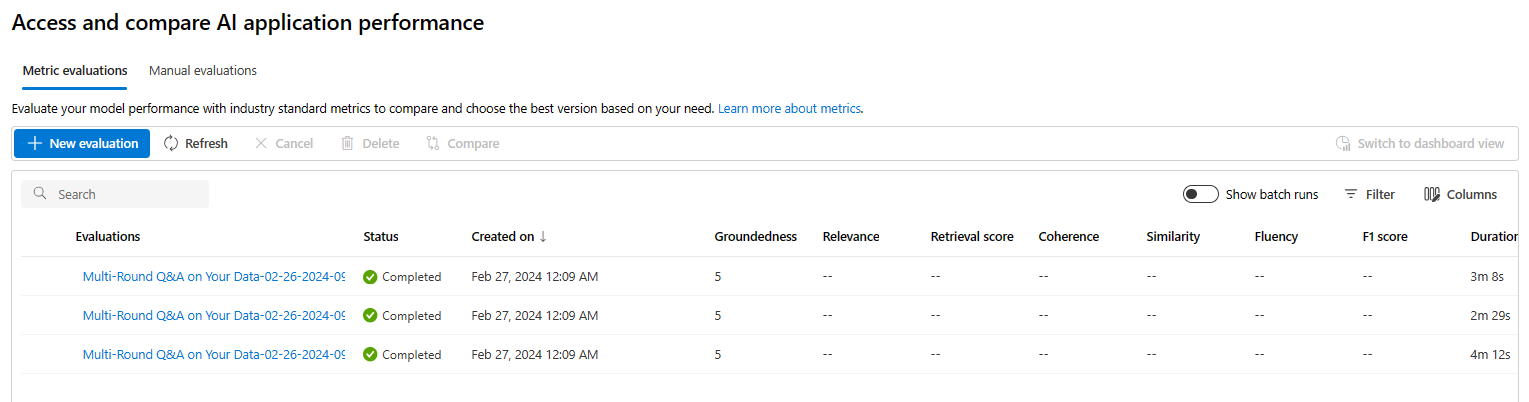 Access and compare AI application performance
Metric evaluations Manual evaluations
Evaluate your model performance with industry standard metrics to compare and choose the best version based on your need. Learn more about metrics.
New evaluation Refresh Cancel Delete Compare Switch to dashboard view
Search Show batch runs Filter Columns
Evaluations Status Created on ↓ Groundedness Relevance Retrieval score Coherence Similarity Fluency F1 score Duration
Multi-Round Q&A on Your Data-02-26-2024-09 Completed Feb 27, 2024 12:09 AM 5 -- -- -- -- -- -- 3m 8s
Multi-Round Q&A on Your Data-02-26-2024-09 Completed Feb 27, 2024 12:09 AM 5 -- -- -- -- -- -- 2m 29s
Multi-Round Q&A on Your Data-02-26-2024-09 Completed Feb 27, 2024 12:09 AM 5 -- -- -- -- -- -- 4m 12s